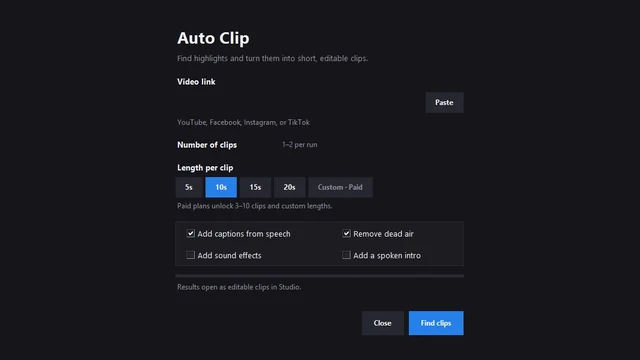 Auto Clip
Find highlights and turn them into short, editable clips.
Video link
Paste
YouTube, Facebook, Instagram, or TikTok
Number of clips 1–2 per run
Length per clip
5s 10s 15s 20s Custom · Paid
Paid plans unlock 3–10 clips and custom lengths.
Add captions from speech Remove dead air
Add sound effects Add a spoken intro
Results open as editable clips in Studio.
Close Find clips